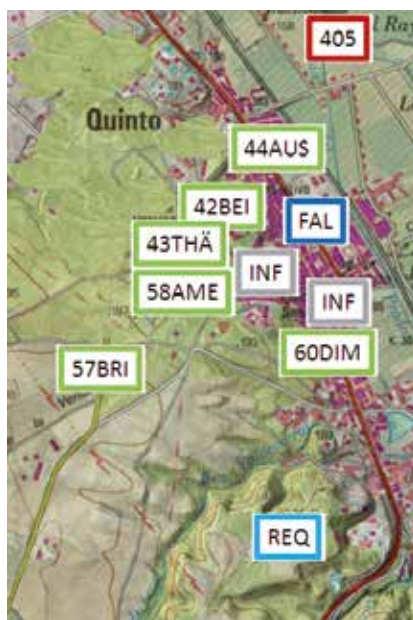 405
Quinto
44AUS
42BEI
FAL
43THÄ
INF
58AME
INF
60DIM
57BRI
REQ